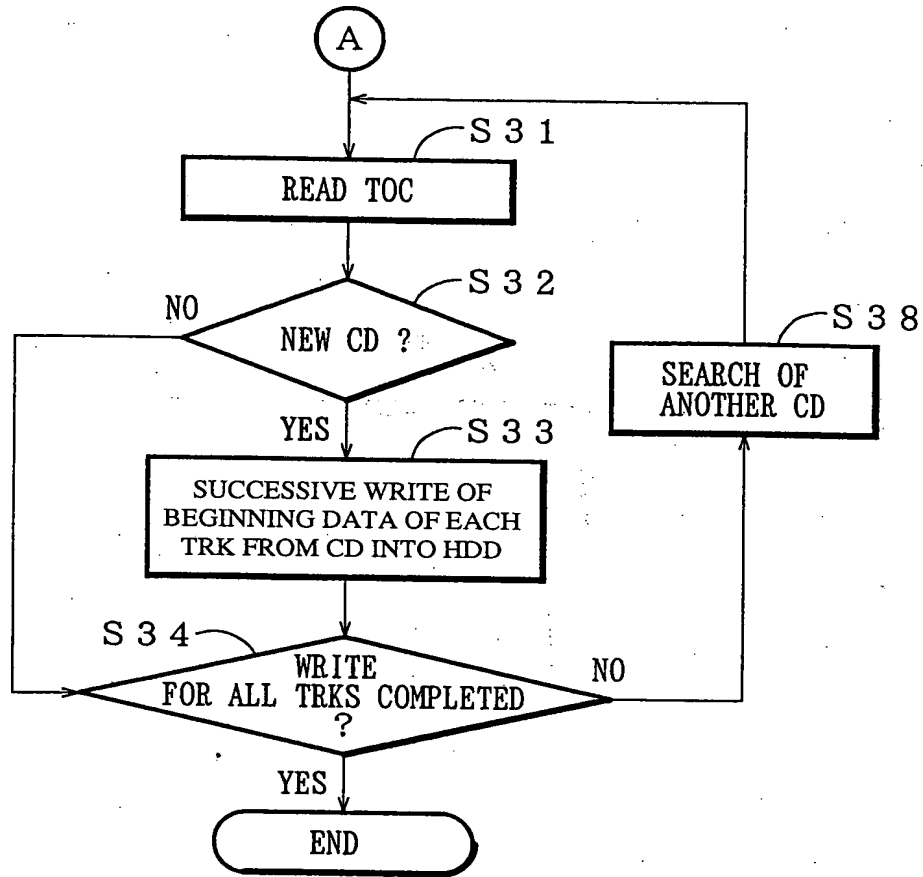 A
S31
READ TOC
S32
NO
NEW CD ?
S38
SEARCH OF
ANOTHER CD
YES
S33
SUCCESSIVE WRITE OF
BEGINNING DATA OF EACH
TRK FROM CD INTO HDD
S34
WRITE
FOR ALL TRKS COMPLETED
?
NO
YES
END